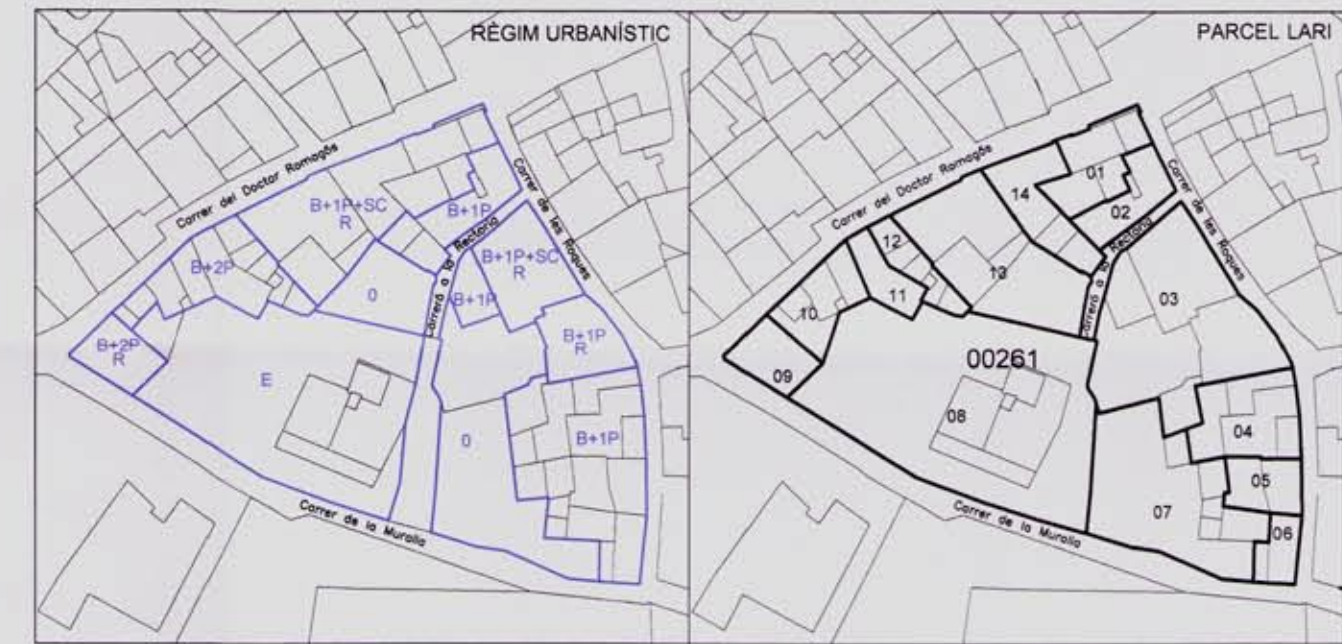 RÈGIM URBANÍSTIC
Carrer del Doctor Romagós
Carrer de les Roques
Carreró a la Rectoria
Carrer de la Muralla
B+1P+SC
R
B+1P
B+1P+SC
R
B+2P
0
B+1P
B+1P
R
B+2P
R
E
0
B+1P
PARCEL LARI
Carrer del Doctor Romagós
Carrer de les Roques
Carreró a la Rectoria
Carrer de la Muralla
01
14
02
12
13
03
11
10
00261
09
08
04
05
07
06